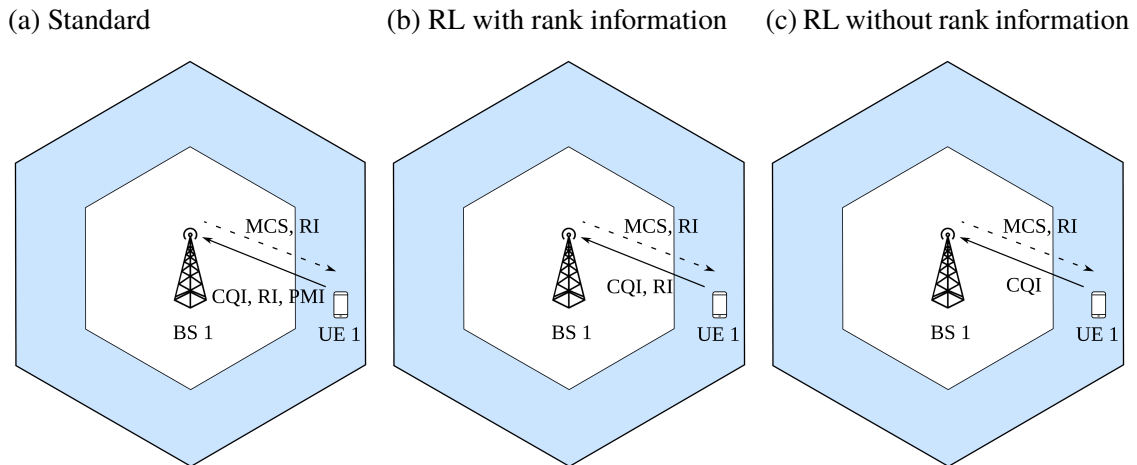 (a) Standard
(b) RL with rank information
(c) RL without rank information
MCS, RI
CQI, RI, PMI
BS 1
UE 1
MCS, RI
CQI, RI
BS 1
UE 1
MCS, RI
CQI
BS 1
UE 1